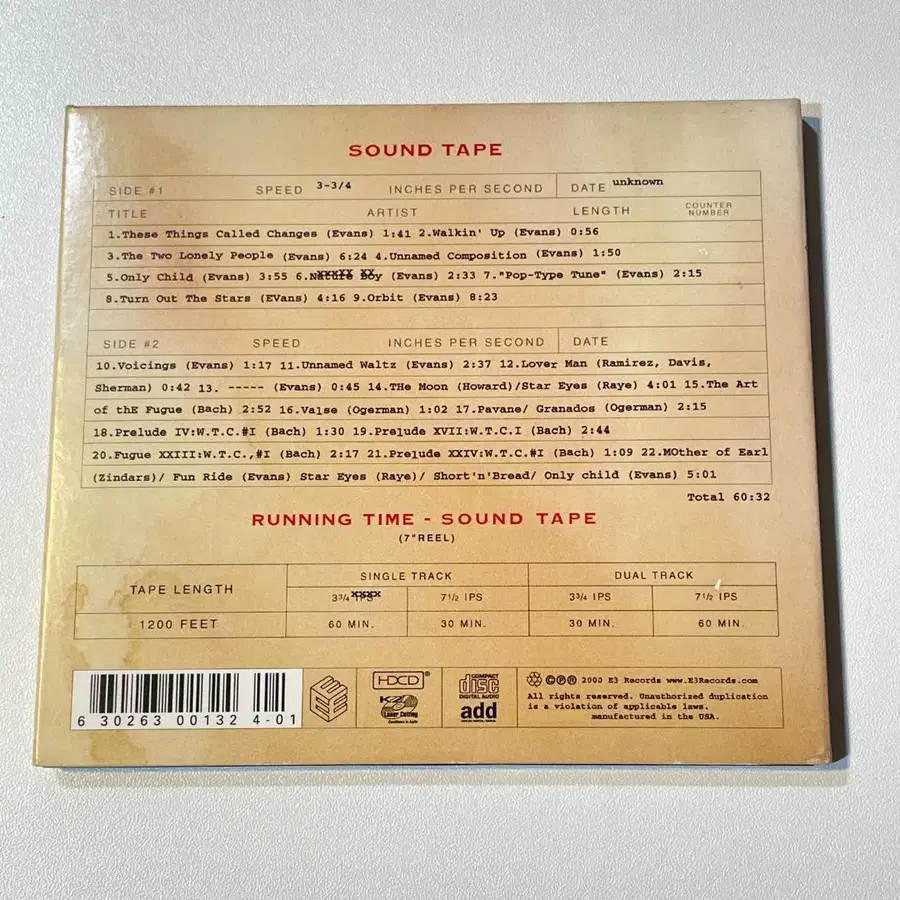 SOUND TAPE
SIDE #1 SPEED 3-3/4 INCHES PER SECOND DATE unknown
TITLE ARTIST LENGTH COUNTER NUMBER
1.These Things Called Changes (Evans) 1:41 2.Walkin' Up (Evans) 0:56
3.The Two Lonely People (Evans) 6:24 4.Unnamed Composition (Evans) 1:50
5.Only Child (Evans) 3:55 6.Nature Boy (Evans) 2:33 7."Pop-Type Tune" (Evans) 2:15
8.Turn Out The Stars (Evans) 4:16 9.Orbit (Evans) 8:23
SIDE #2 SPEED INCHES PER SECOND DATE
10.Voicings (Evans) 1:17 11.Unnamed Waltz (Evans) 2:37 12.Lover Man (Ramirez, Davis,
Sherman) 0:42 13. ----- (Evans) 0:45 14.THe Moon (Howard)/Star Eyes (Raye) 4:01 15.The Art
of thE Fugue (Bach) 2:52 16.Valse (Ogerman) 1:02 17.Pavane/ Granados (Ogerman) 2:15
18.Prelude IV:W.T.C.#I (Bach) 1:30 19.Prelude XVII:W.T.C.I (Bach) 2:44
20.Fugue XXIII:W.T.C.,#I (Bach) 2:17 21.Prelude XXIV:W.T.C.#I (Bach) 1:09 22.MOther of Earl
(Zindars)/ Fun Ride (Evans) Star Eyes (Raye)/ Short'n'Bread/ Only child (Evans) 5:01
Total 60:32
RUNNING TIME - SOUND TAPE
(7"REEL)
TAPE LENGTH SINGLE TRACK DUAL TRACK
3 3/4 IPS 7 1/2 IPS 3 3/4 IPS 7 1/2 IPS
1200 FEET 60 MIN. 30 MIN. 30 MIN. 60 MIN.
6 30263 00132 4-01
HDCD
K2
Laser Cutting
COMPACT
disc
DIGITAL AUDIO
add
©℗® 2000 E3 Records www.E3Records.com
All rights reserved. Unauthorized duplication
is a violation of applicable laws.
manufactured in the USA.